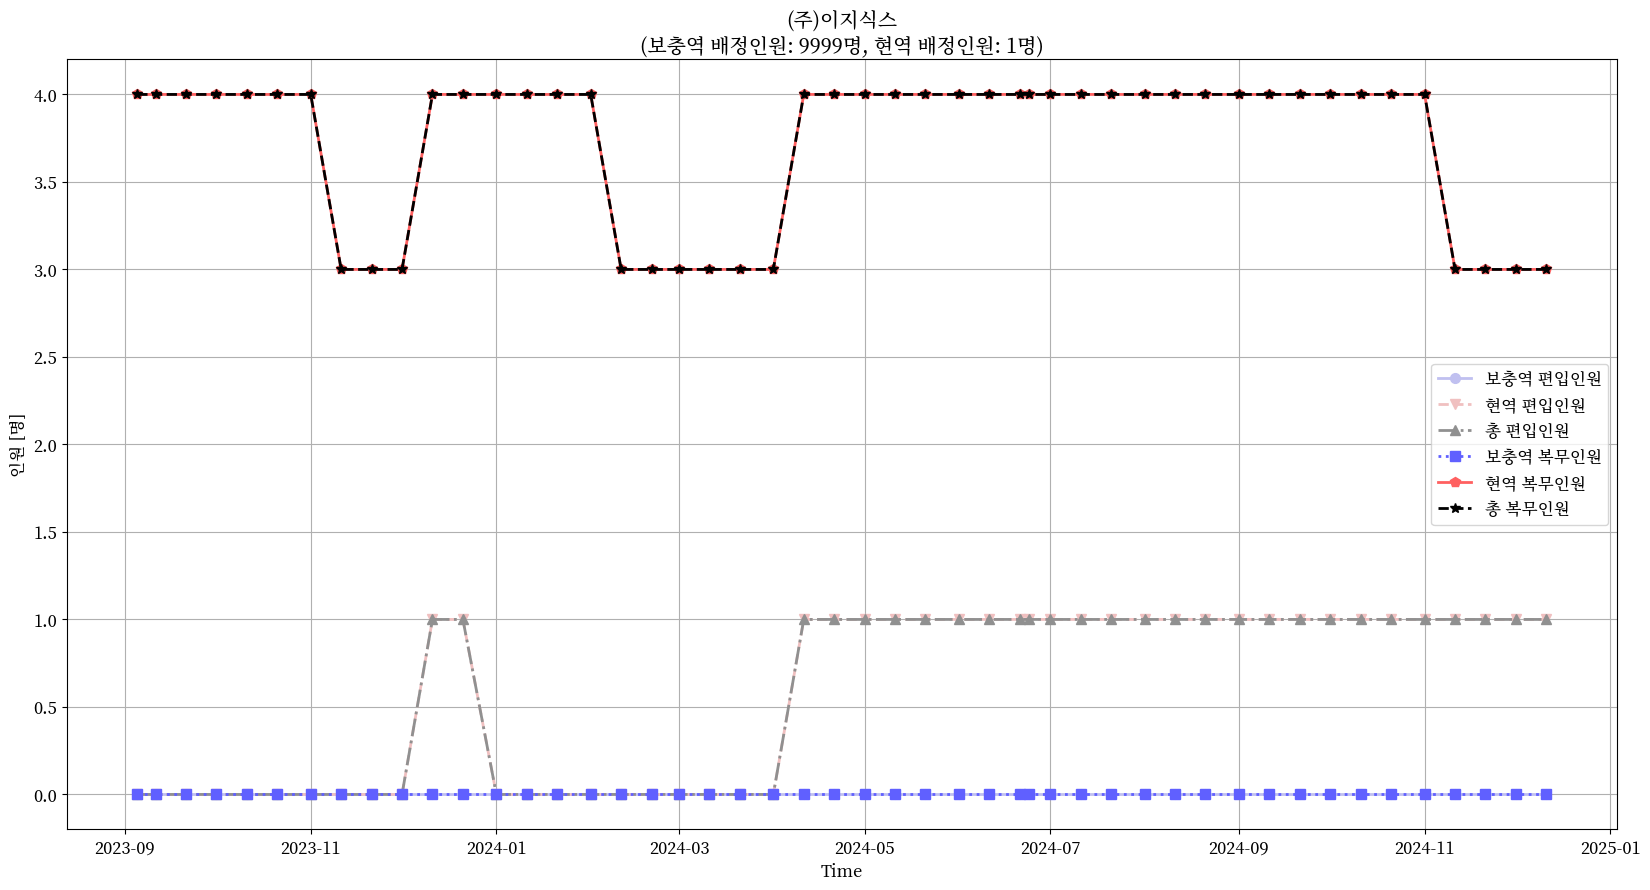 (주)이지식스
(보충역 배정인원: 9999명, 현역 배정인원: 1명)
4.0
3.5
3.0
2.5
2.0
1.5
1.0
0.5
0.0
인원 [명]
보충역 편입인원
현역 편입인원
총 편입인원
보충역 복무인원
현역 복무인원
총 복무인원
2023-09
2023-11
2024-01
2024-03
2024-05
2024-07
2024-09
2024-11
2025-01
Time